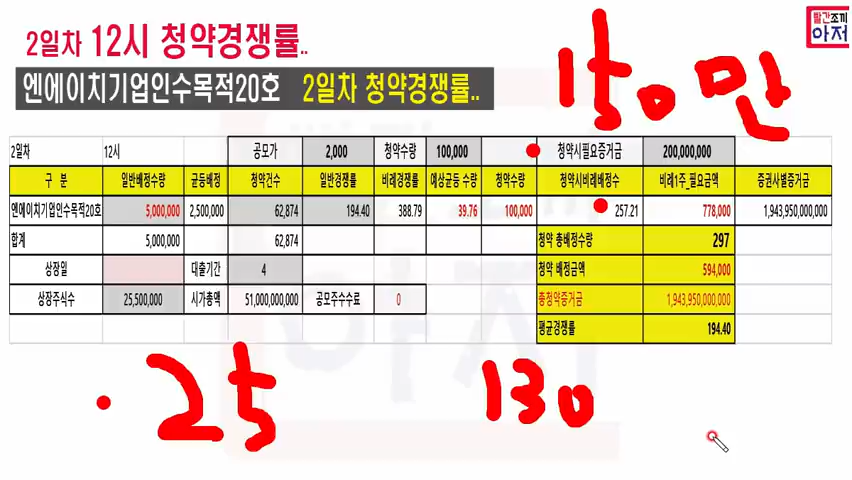 빨간조끼
아저
2일차 12시 청약경쟁률..
150만
엔에이치기업인수목적20호 2일차 청약경쟁률..
2일차 12시 공모가 2,000 청약수량 100,000 청약시필요증거금 200,000,000
구 분 일반배정수량 균등배정 청약건수 일반경쟁률 비례경쟁률 예상균등 수량 청약수량 청약시비례배정수 비례1주_필요금액 증권사별증거금
엔에이치기업인수목적20호 5,000,000 2,500,000 62,874 194.40 388.79 39.76 100,000 257.21 778,000 1,943,950,000,000
합계 5,000,000 62,874 청약 총배정수량 297
상장일 대출기간 4 청약 배정금액 594,000
상장주식수 25,500,000 시가총액 51,000,000,000 공모주수수료 0 총청약증거금 1,943,950,000,000
평균경쟁률 194.40
25 130